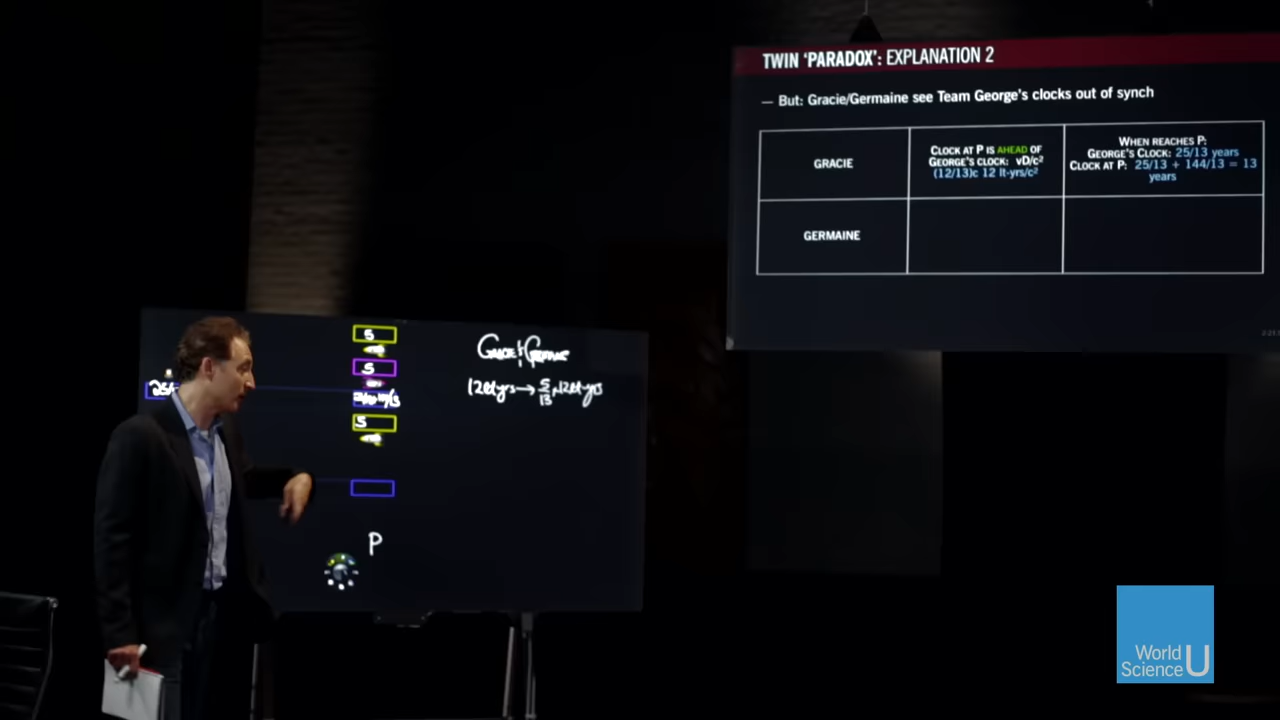 TWIN 'PARADOX': EXPLANATION 2
— But: Gracie/Germaine see Team George's clocks out of synch
GRACIE
CLOCK AT P IS AHEAD OF
GEORGE'S CLOCK: vD/c²
(12/13)c 12 lt-yrs/c²
WHEN REACHES P:
GEORGE'S CLOCK: 25/13 years
CLOCK AT P: 25/13 + 144/13 = 13
years
GERMAINE
5
5
5
P
12 lt yrs → 5/13 · 12 lt-yrs
World
Science U